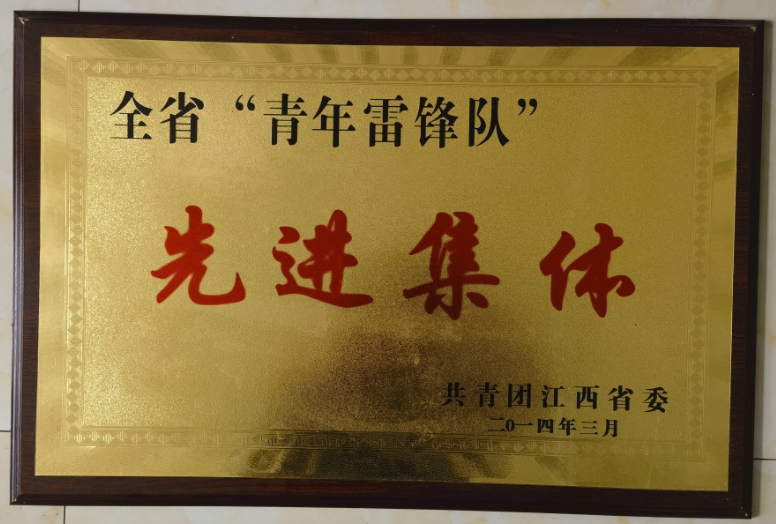 全省“青年雷锋队”
先进集体
共青团江西省委
二0一四年三月